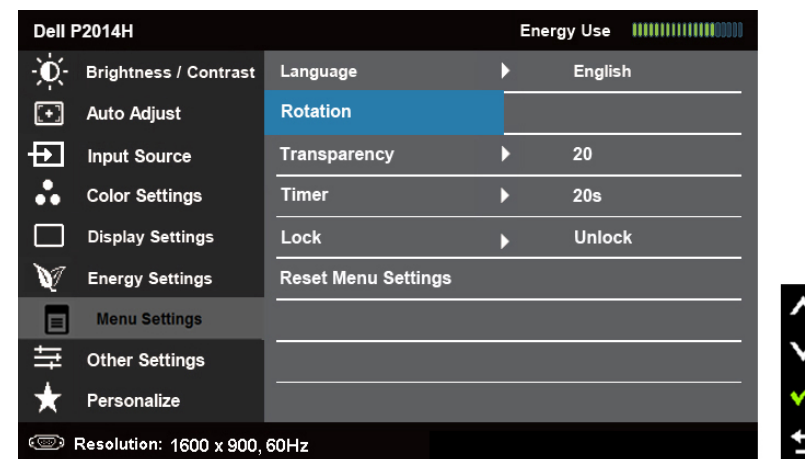 Dell P2014H Energy Use
Brightness / Contrast Language English
Auto Adjust Rotation
Input Source Transparency 20
Color Settings Timer 20s
Display Settings Lock Unlock
Energy Settings Reset Menu Settings
Menu Settings
Other Settings
Personalize
Resolution: 1600 x 900, 60Hz